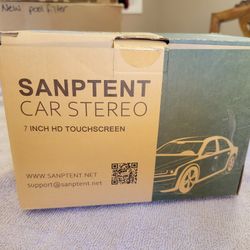 New pool filter
SANPTENT
CAR STEREO
7 INCH HD TOUCHSCREEN
WWW.SANPTENT.NET
support@sanptent.net